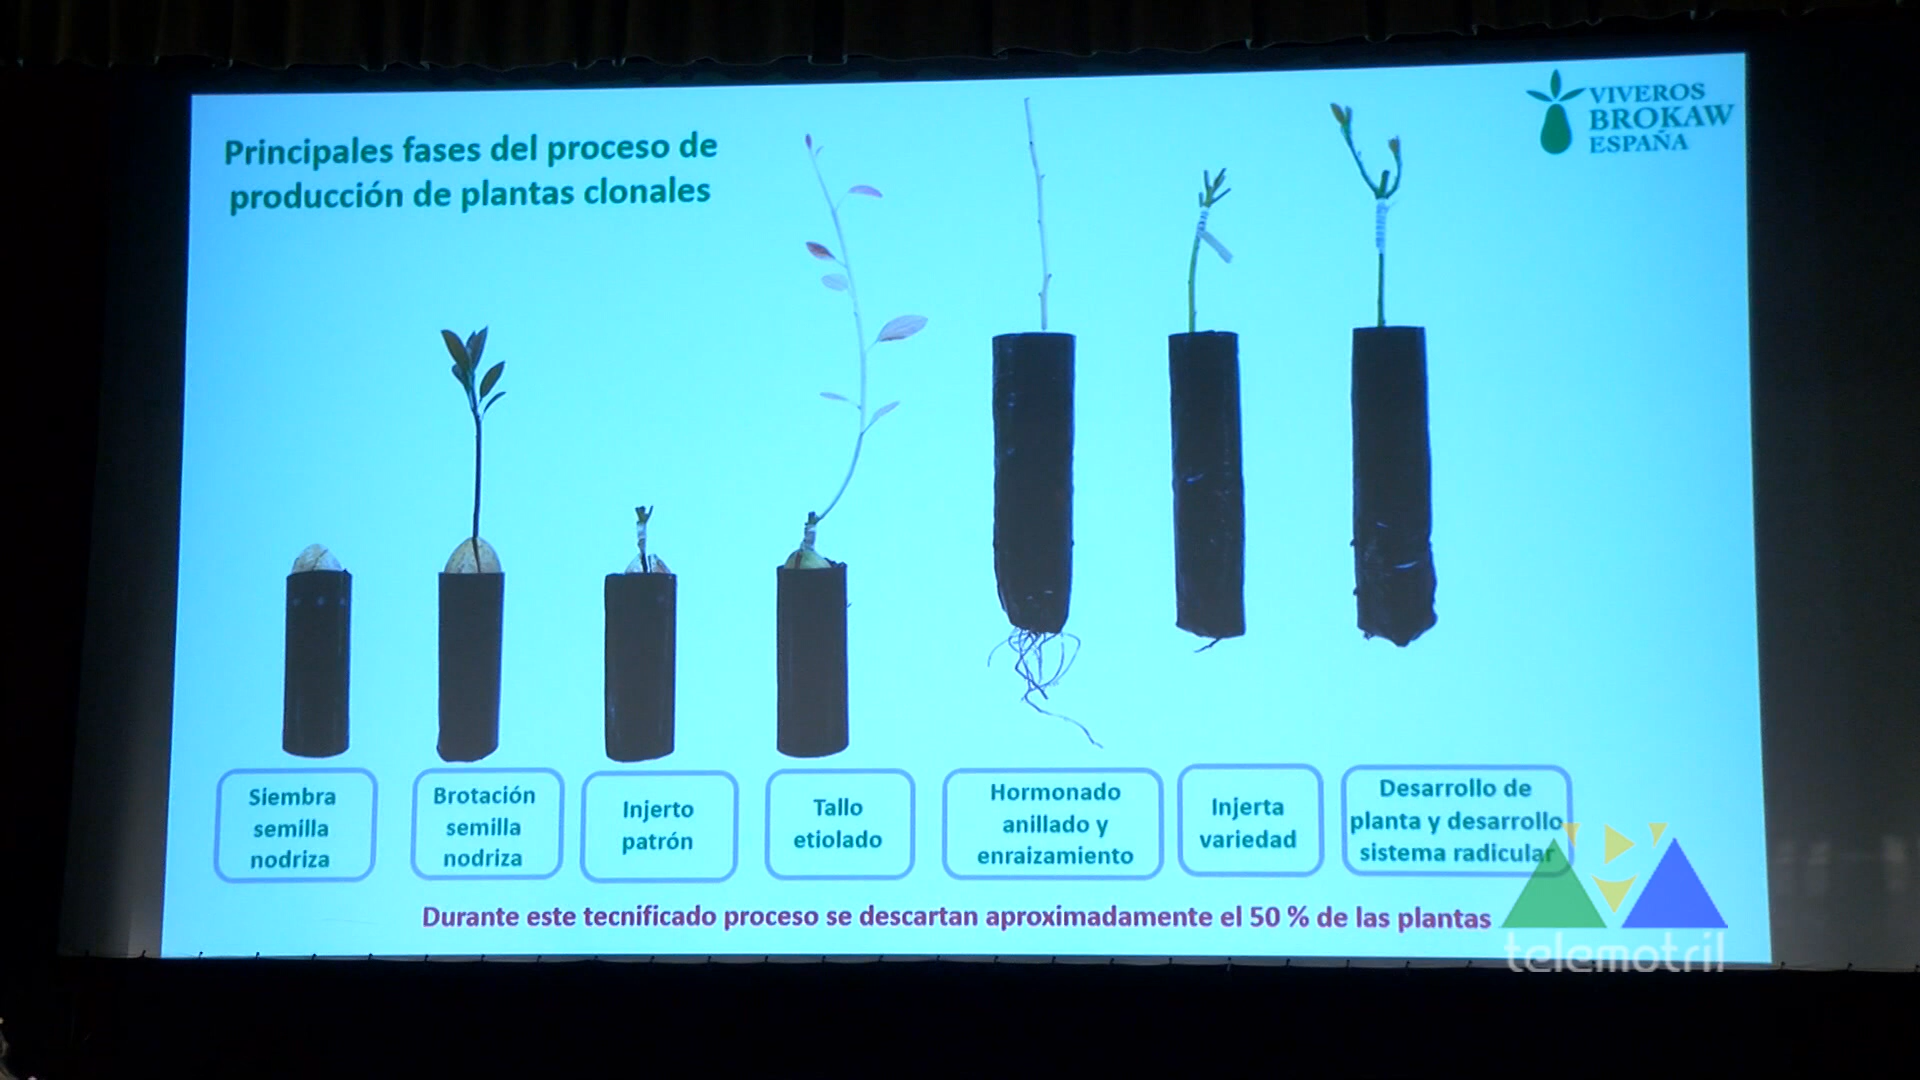 Principales fases del proceso de
producción de plantas clonales
VIVEROS
BROKAW
ESPAÑA
Siembra
semilla
nodriza
Brotación
semilla
nodriza
Injerto
patrón
Tallo
etiolado
Hormonado
anillado y
enraizamiento
Injerta
variedad
Desarrollo de
planta y desarrollo
sistema radicular
Durante este tecnificado proceso se descartan aproximadamente el 50 % de las plantas
telemotril